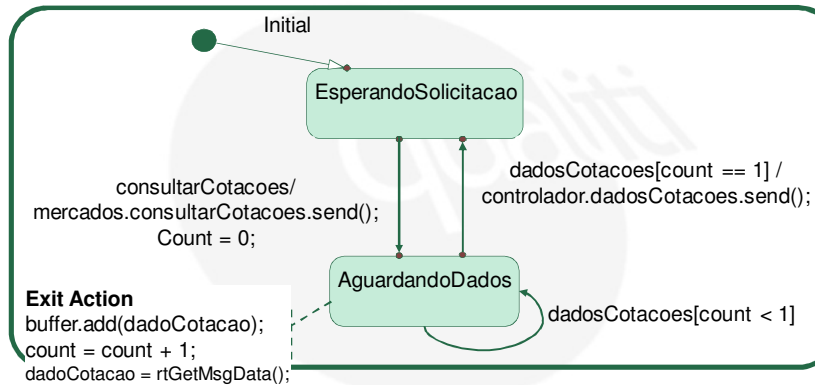 Initial
EsperandoSolicitacao
consultarCotacoes/
mercados.consultarCotacoes.send();
Count = 0;
dadosCotacoes[count == 1] /
controlador.dadosCotacoes.send();
AguardandoDados
dadosCotacoes[count < 1]
Exit Action
buffer.add(dadoCotacao);
count = count + 1;
dadoCotacao = rtGetMsgData();
qualiti